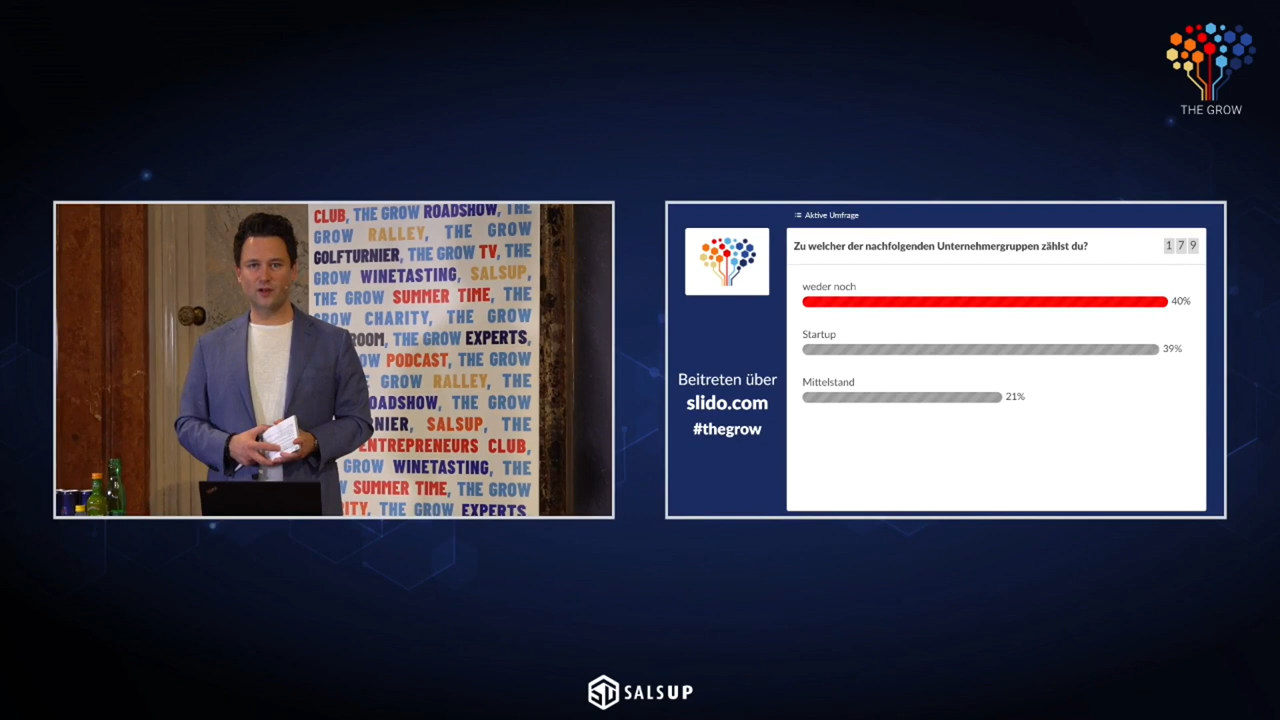 THE GROW
CLUB, THE GROW ROADSHOW, THE
GROW RALLEY, THE GROW
GOLFTURNIER, THE GROW TV, THE
GROW WINETASTING, SALSUP,
THE GROW SUMMER TIME, THE
GROW CHARITY, THE GROW
ROOM, THE GROW EXPERTS,
GROW PODCAST, THE GROW
GROW RALLEY, THE
ROADSHOW, THE GROW
SALSUP, THE GROW
ENTREPRENEURS CLUB,
GROW WINETASTING, THE
SUMMER TIME, THE GROW
THE GROW EXPERTS
Aktive Umfrage
Zu welcher der nachfolgenden Unternehmergruppen zählst du?
179
weder noch
40%
Startup
39%
Mittelstand
21%
Beitreten über
slido.com
#thegrow
SALSUP